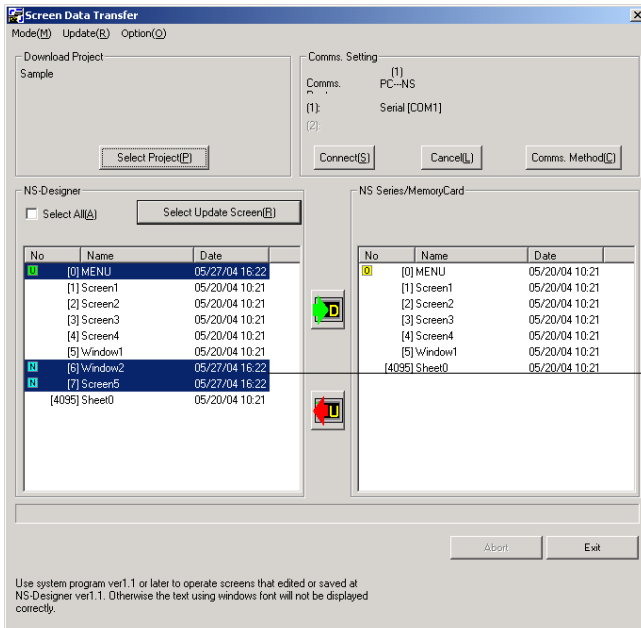 Screen Data Transfer
Mode(M) Update(R) Option(O)
Download Project
Sample
Select Project(P)
Comms. Setting
(1)
Comms. PC---NS
(1): Serial [COM1]
(2):
Connect(S) Cancel(L) Comms. Method(C)
NS-Designer
Select All(A) Select Update Screen(R)
No Name Date
U [0] MENU 05/27/04 16:22
[1] Screen1 05/20/04 10:21
[2] Screen2 05/20/04 10:21
[3] Screen3 05/20/04 10:21
[4] Screen4 05/20/04 10:21
[5] Window1 05/20/04 10:21
N [6] Window2 05/27/04 16:22
N [7] Screen5 05/27/04 16:22
[4095] Sheet0 05/20/04 10:21
D
U
NS Series/MemoryCard
No Name Date
O [0] MENU 05/20/04 10:21
[1] Screen1 05/20/04 10:21
[2] Screen2 05/20/04 10:21
[3] Screen3 05/20/04 10:21
[4] Screen4 05/20/04 10:21
[5] Window1 05/20/04 10:21
[4095] Sheet0 05/20/04 10:21
Abort Exit
Use system program ver1.1 or later to operate screens that edited or saved at
NS-Designer ver1.1. Otherwise the text using windows font will not be displayed
correctly.